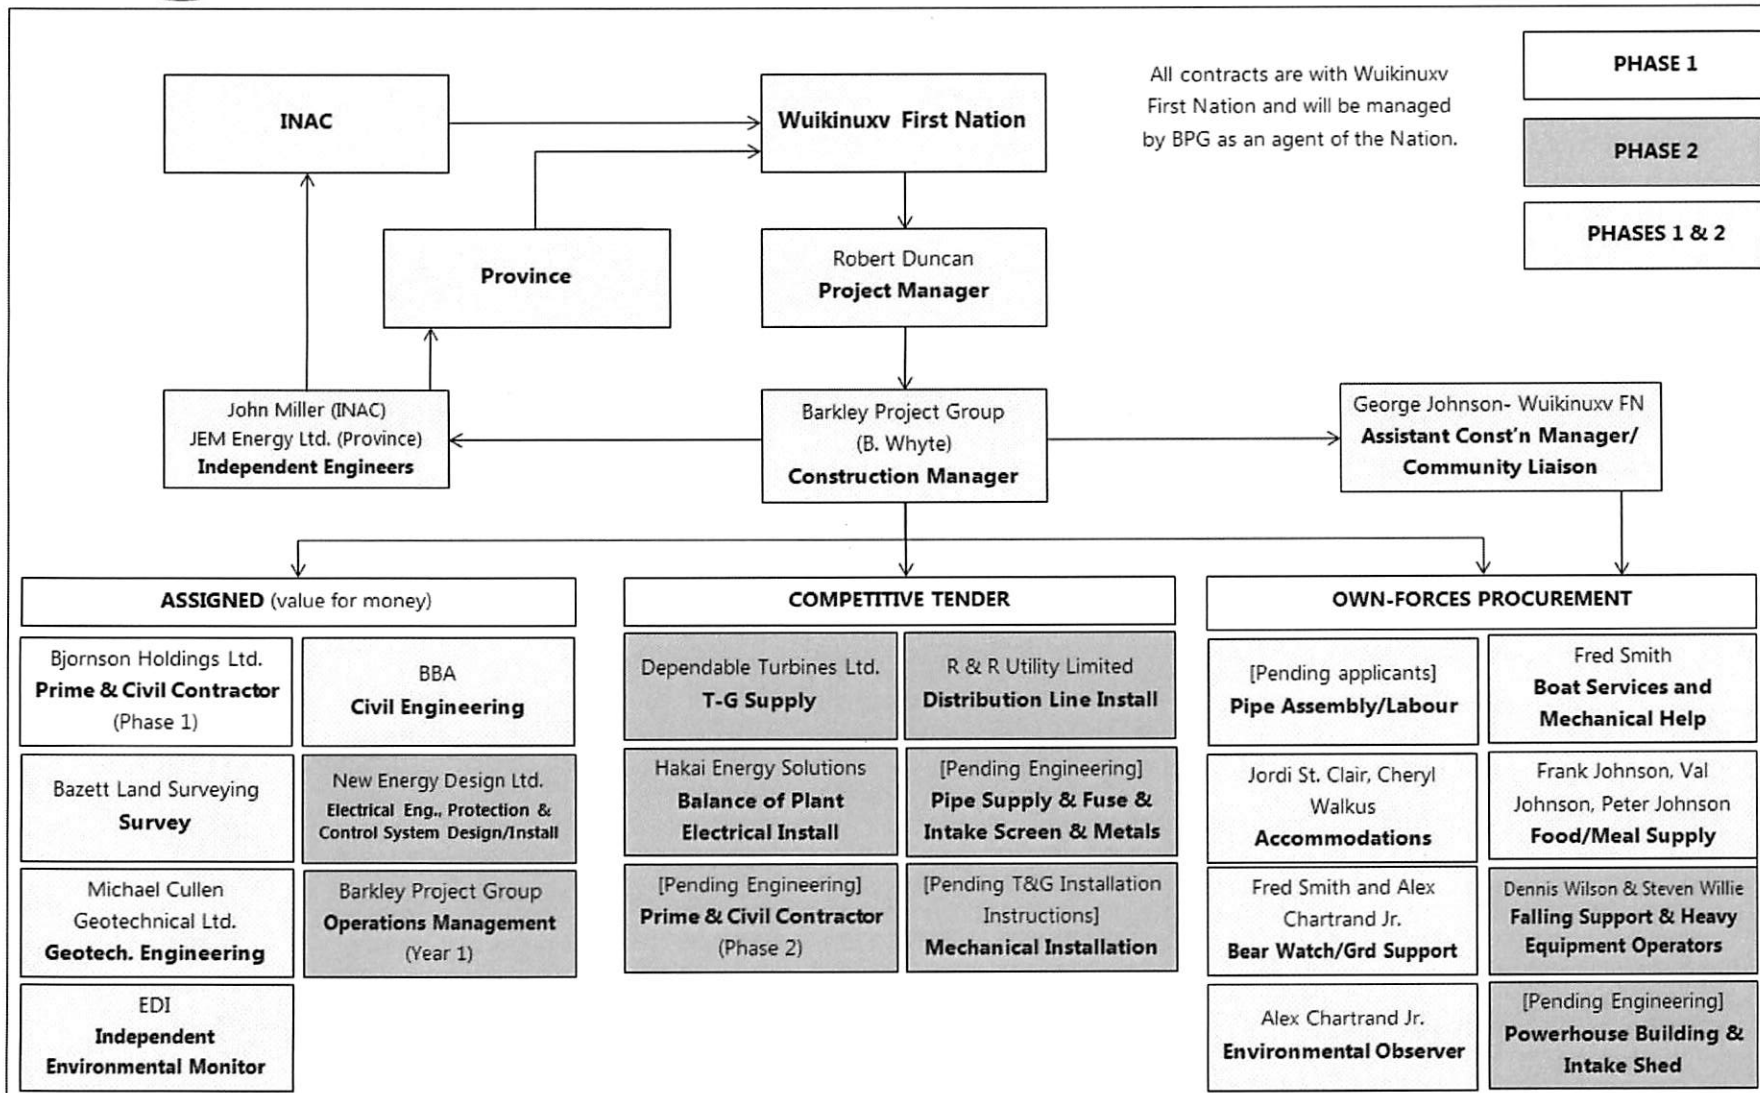 All contracts are with Wuikinuxv
First Nation and will be managed
by BPG as an agent of the Nation.
PHASE 1
PHASE 2
PHASES 1 & 2
INAC
Wuikinuxv First Nation
Province
Robert Duncan
Project Manager
John Miller (INAC)
JEM Energy Ltd. (Province)
Independent Engineers
Barkley Project Group
(B. Whyte)
Construction Manager
George Johnson- Wuikinuxv FN
Assistant Const'n Manager/
Community Liaison
ASSIGNED (value for money)
Bjornson Holdings Ltd.
Prime & Civil Contractor
(Phase 1)
BBA
Civil Engineering
Bazett Land Surveying
Survey
New Energy Design Ltd.
Electrical Eng., Protection &
Control System Design/Install
Michael Cullen
Geotechnical Ltd.
Geotech. Engineering
Barkley Project Group
Operations Management
(Year 1)
EDI
Independent
Environmental Monitor
COMPETITIVE TENDER
Dependable Turbines Ltd.
T-G Supply
R & R Utility Limited
Distribution Line Install
Hakai Energy Solutions
Balance of Plant
Electrical Install
[Pending Engineering]
Pipe Supply & Fuse &
Intake Screen & Metals
[Pending Engineering]
Prime & Civil Contractor
(Phase 2)
[Pending T&G Installation
Instructions]
Mechanical Installation
OWN-FORCES PROCUREMENT
[Pending applicants]
Pipe Assembly/Labour
Fred Smith
Boat Services and
Mechanical Help
Jordi St. Clair, Cheryl
Walkus
Accommodations
Frank Johnson, Val
Johnson, Peter Johnson
Food/Meal Supply
Fred Smith and Alex
Chartrand Jr.
Bear Watch/Grd Support
Dennis Wilson & Steven Willie
Falling Support & Heavy
Equipment Operators
Alex Chartrand Jr.
Environmental Observer
[Pending Engineering]
Powerhouse Building &
Intake Shed